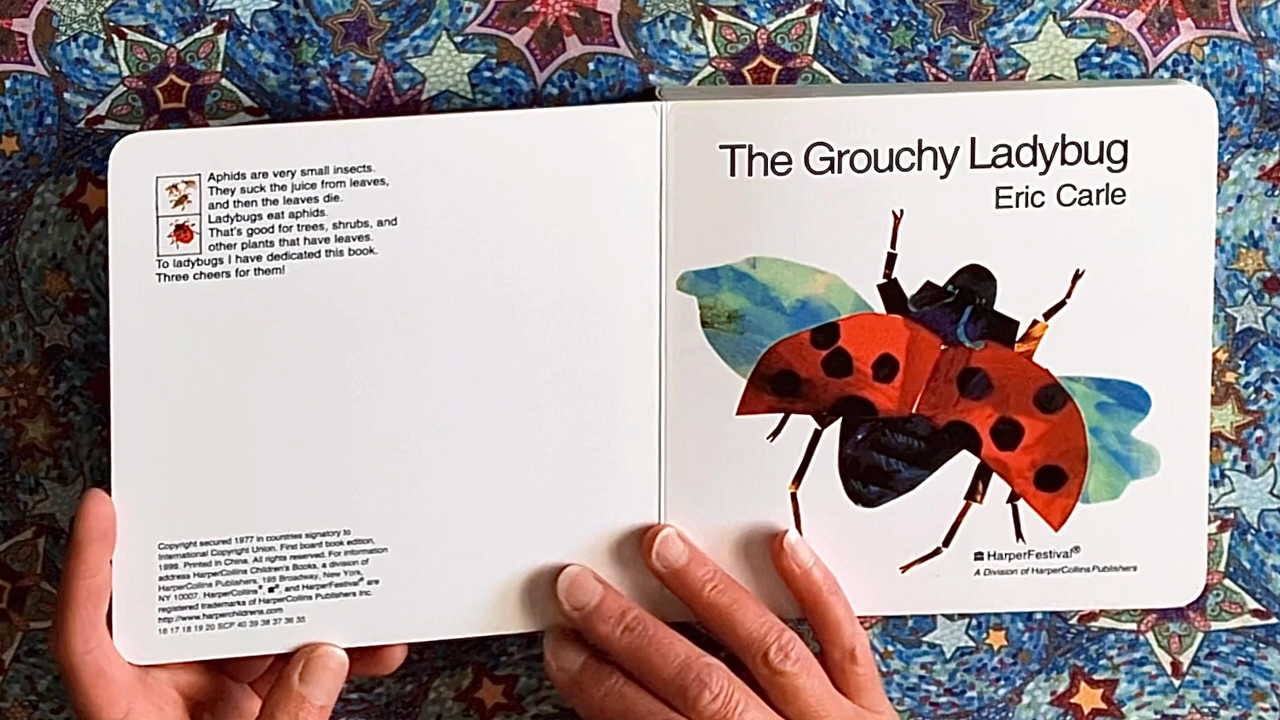 Aphids are very small insects.
They suck the juice from leaves,
and then the leaves die.
Ladybugs eat aphids.
That's good for trees, shrubs, and
other plants that have leaves.
To ladybugs I have dedicated this book.
Three cheers for them!
Copyright secured 1977 in countries signatory to
International Copyright Union. First board book edition,
1999. Printed in China. All rights reserved. For information
address HarperCollins Children's Books, a division of
HarperCollins Publishers, 195 Broadway, New York,
NY 10007. HarperCollins®, ®, and HarperFestival® are
registered trademarks of HarperCollins Publishers Inc.
http://www.harperchildrens.com
16 17 18 19 20 SCP 40 39 38 37 36 35
The Grouchy Ladybug
Eric Carle
HarperFestival®
A Division of HarperCollinsPublishers